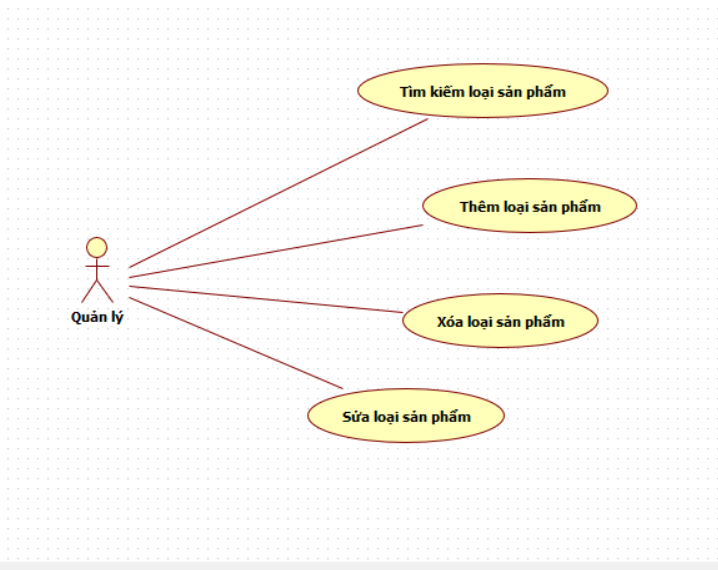 Tìm kiếm loại sản phẩm
Thêm loại sản phẩm
Quản lý
Xóa loại sản phẩm
Sửa loại sản phẩm